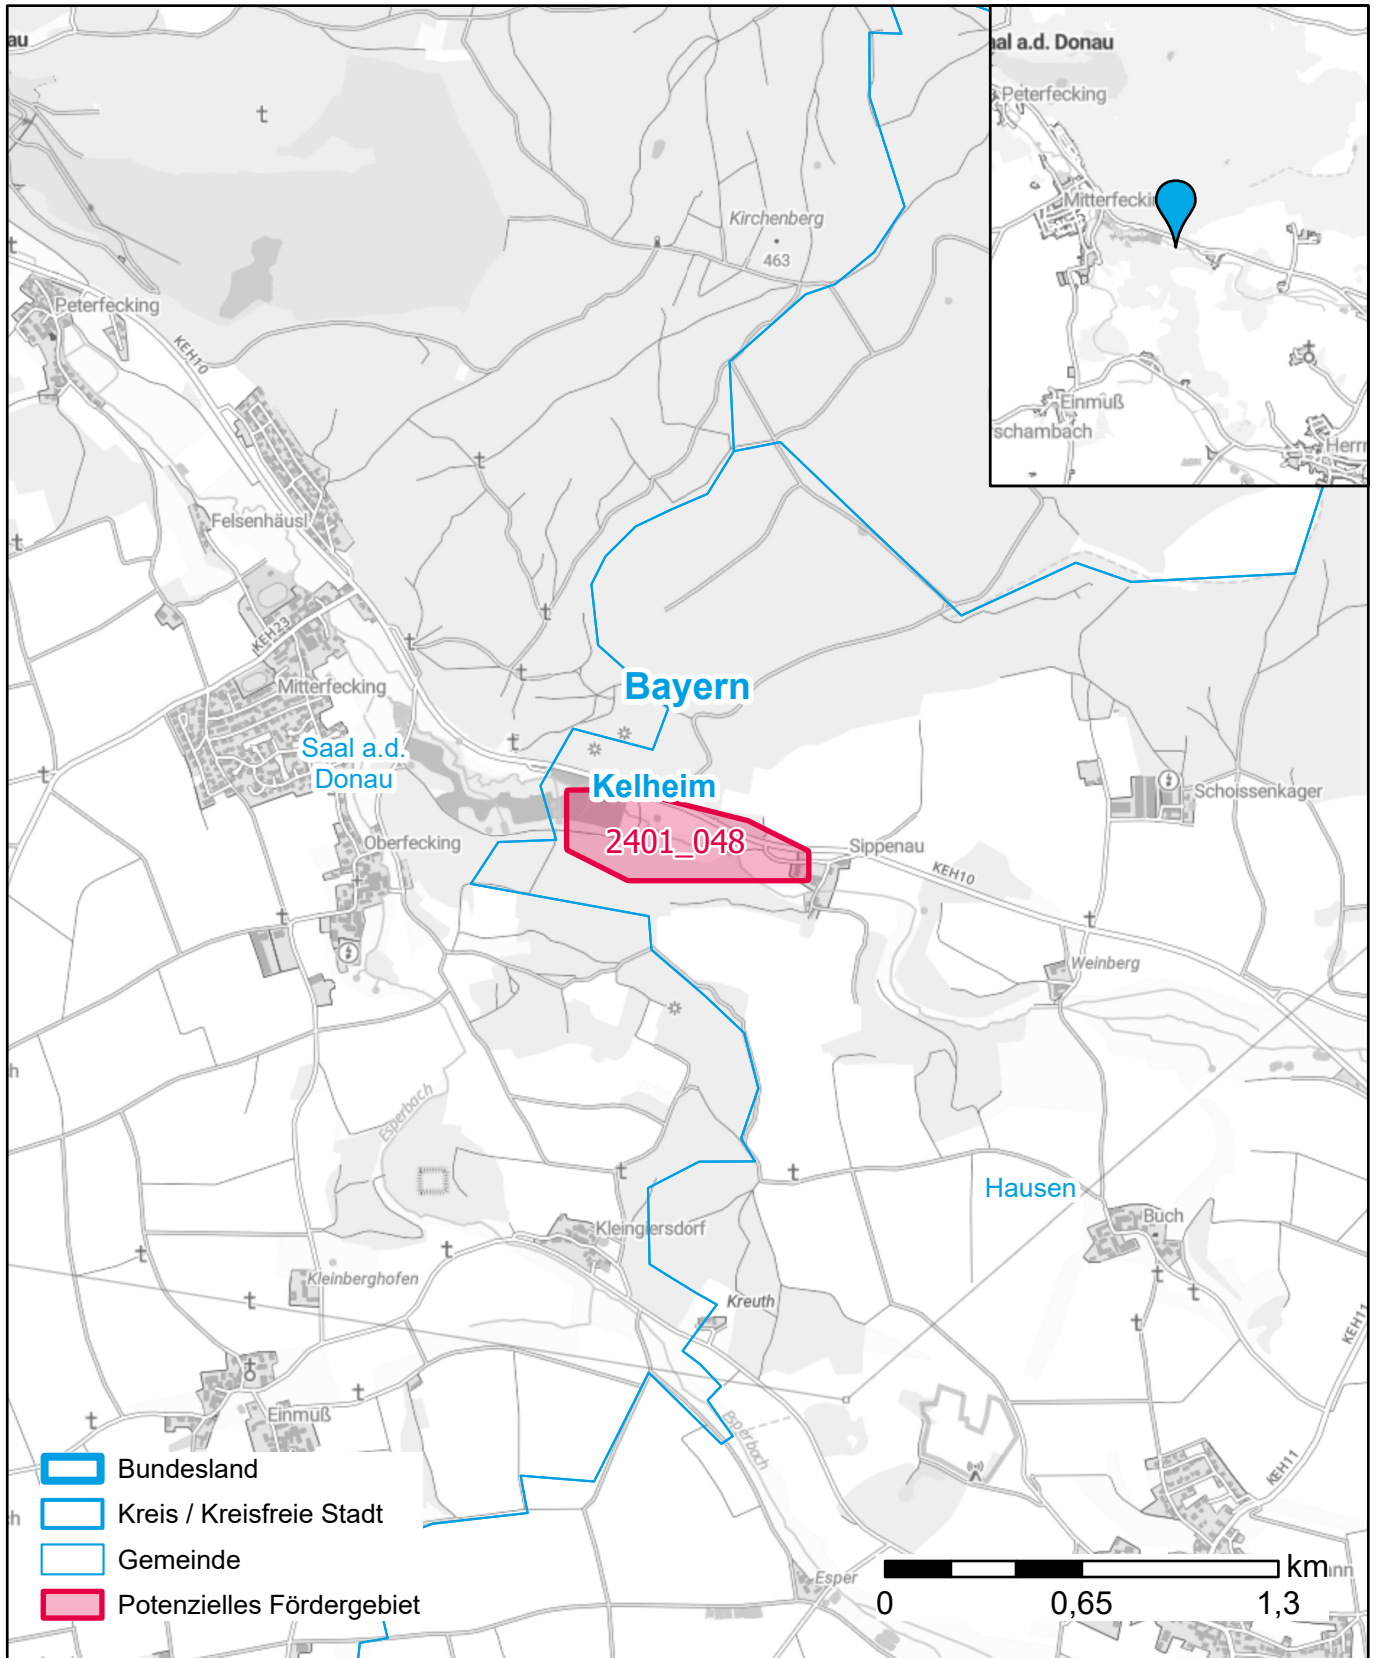 au
al a.d. Donau
Peterfecking
Mitterfecki
Einmuß
schambach
Herr
Kirchenberg
463
Peterfecking
KEH10
Felsenhäusl
KEH23
Mitterfecking
Bayern
Saal a.d.
Donau
Kelheim
Schoissenkager
2401_048
Oberfecking
Sippenau
KEH10
Weinberg
h
Esperbach
Hausen
Buch
Kleingiersdorf
Kleinberghofen
Kreuth
KEH11
Einmuß
Esperbach
KEH11
Bundesland
Kreis / Kreisfreie Stadt
h
Gemeinde
Esper
km
nn
Potenzielles Fördergebiet
0
0,65
1,3